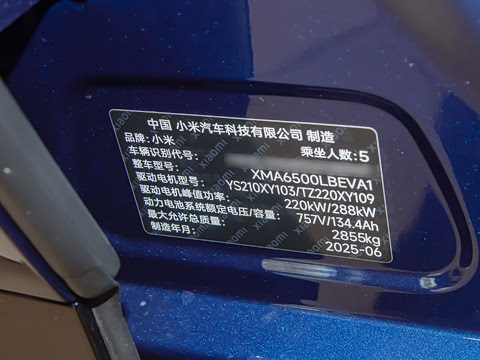 中国 小米汽车科技有限公司 制造
品牌:小米 乘坐人数:5
车辆识别代号:
整车型号: XMA6500LBEVA1
驱动电机型号: YS210XY103/TZ220XY109
驱动电机峰值功率: 220kW/288kW
动力电池系统额定电压/容量: 757V/134.4Ah
最大允许总质量: 2855kg
制造年月: 2025-06